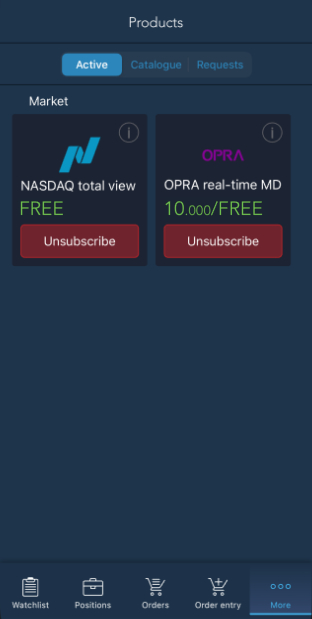 Products
Active Catalogue Requests
Market
OPRA
NASDAQ total view OPRA real-time MD
FREE 10.000/FREE
Unsubscribe Unsubscribe
Watchlist Positions Orders Order entry More